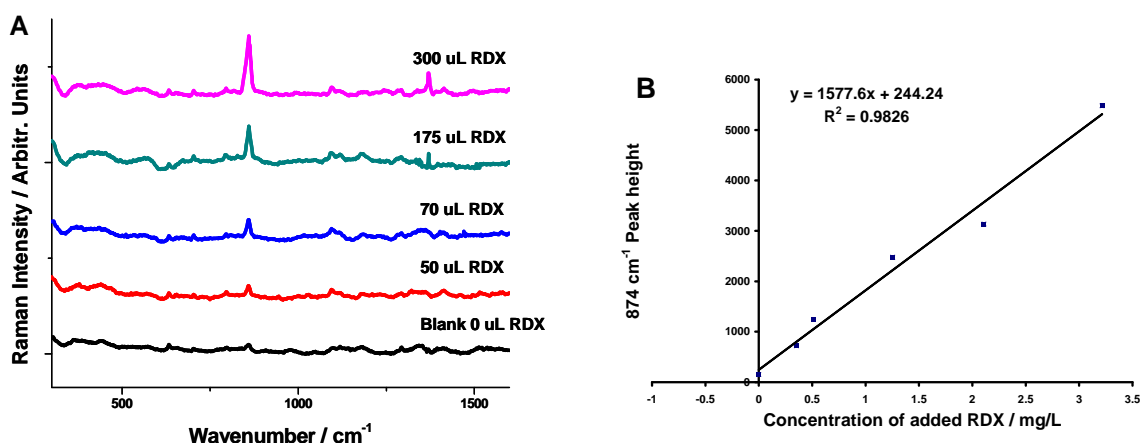 A
300 uL RDX
175 uL RDX
70 uL RDX
50 uL RDX
Blank 0 uL RDX
Raman Intensity / Arbitr. Units
500
1000
1500
Wavenumber / cm⁻¹
B
y = 1577.6x + 244.24
R² = 0.9826
6000
5000
4000
3000
2000
1000
0
874 cm⁻¹ Peak height
-1
-0.5
0
0.5
1
1.5
2
2.5
3
3.5
Concentration of added RDX / mg/L